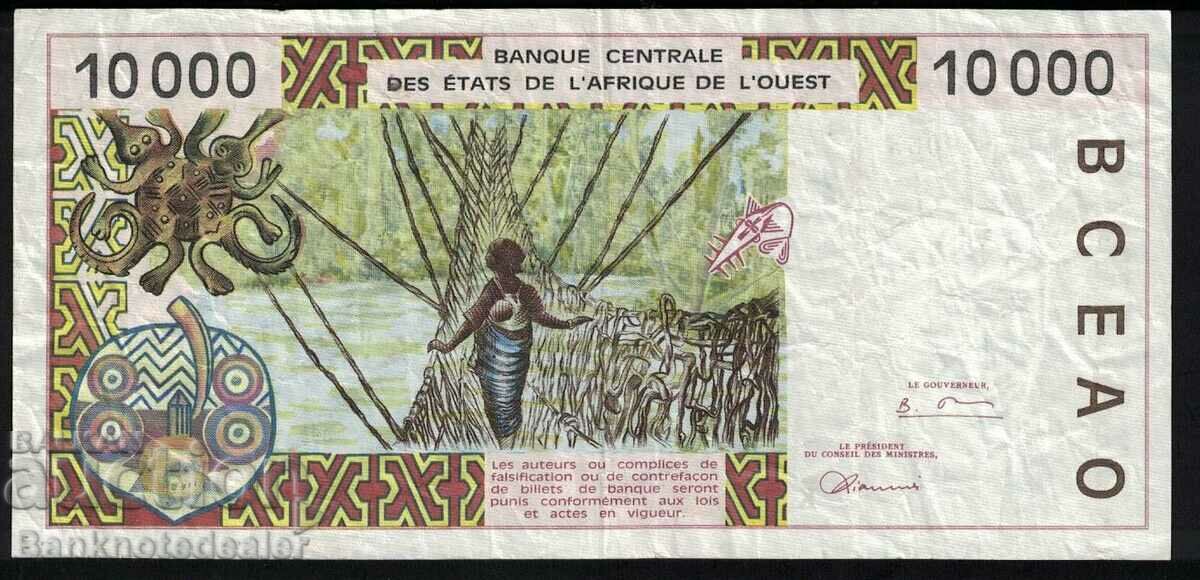 10 000
BANQUE CENTRALE
DES ÉTATS DE L'AFRIQUE DE L'OUEST
10 000
BCEAO
LE GOUVERNEUR,
LE PRÉSIDENT
DU CONSEIL DES MINISTRES,
Les auteurs ou complices de
falsification ou de contrefaçon
de billets de banque seront
punis conformément aux lois
et actes en vigueur.
Banknotedealer